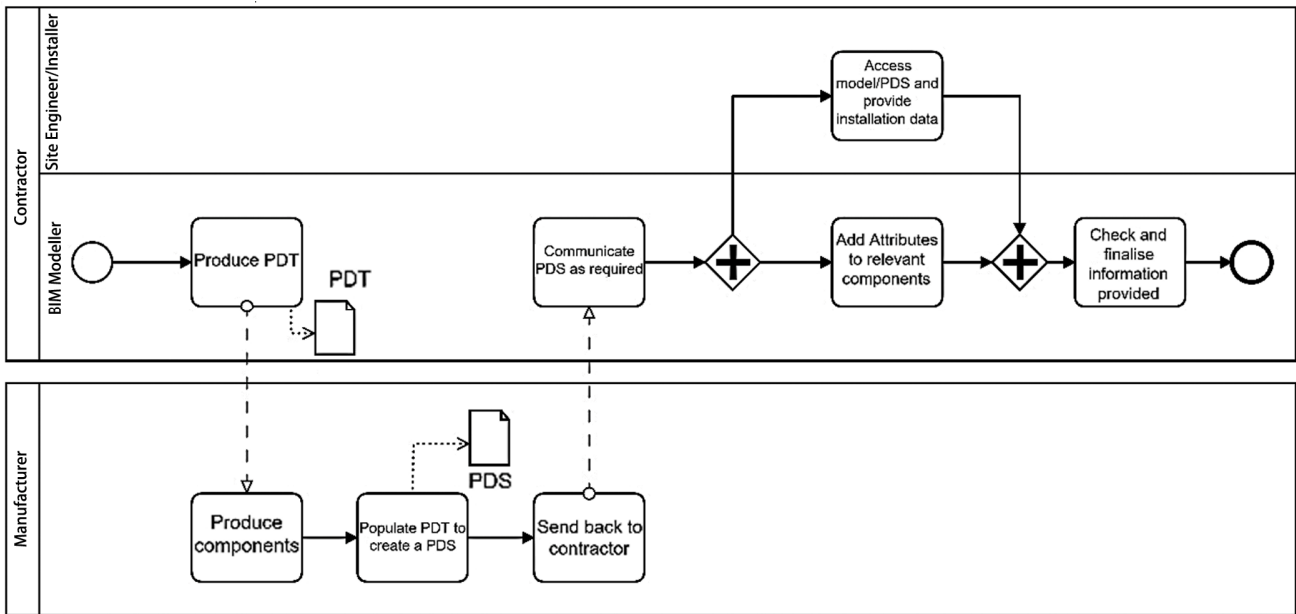 Contractor
Site Engineer/Installer
Access
model/PDS and
provide
installation data
BIM Modeller
Produce PDT
PDT
Communicate
PDS as required
Add Attributes
to relevant
components
Check and
finalise
information
provided
Manufacturer
Produce
components
Populate PDT to
create a PDS
PDS
Send back to
contractor